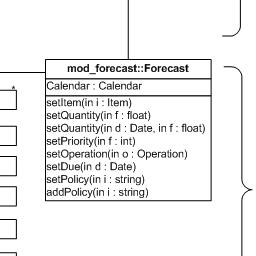 mod_forecast::Forecast
Calendar : Calendar
setItem(in i : Item)
setQuantity(in f : float)
setQuantity(in d : Date, in f : float)
setPriority(in f : int)
setOperation(in o : Operation)
setDue(in d : Date)
setPolicy(in i : string)
addPolicy(in i : string)
*